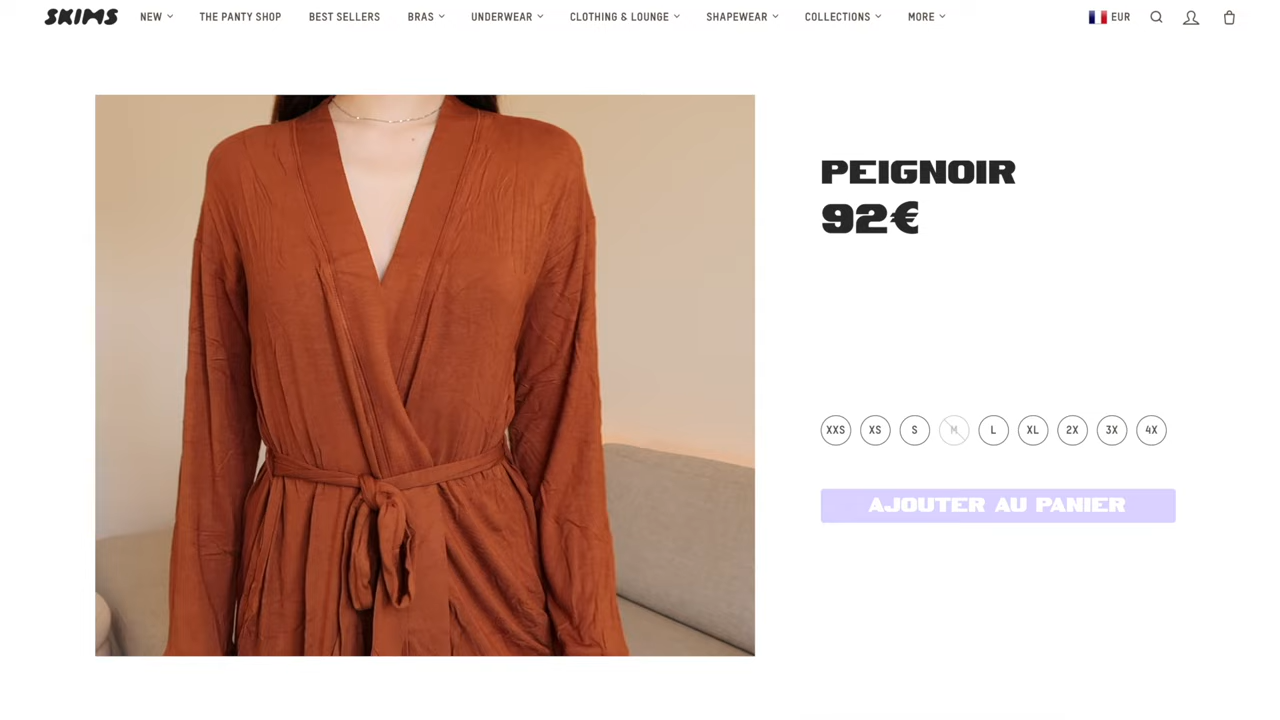 SKIMS NEW THE PANTY SHOP BEST SELLERS BRAS UNDERWEAR CLOTHING & LOUNGE SHAPEWEAR COLLECTIONS MORE EUR
PEIGNOIR
92€
XXS XS S M L XL 2X 3X 4X
AJOUTER AU PANIER